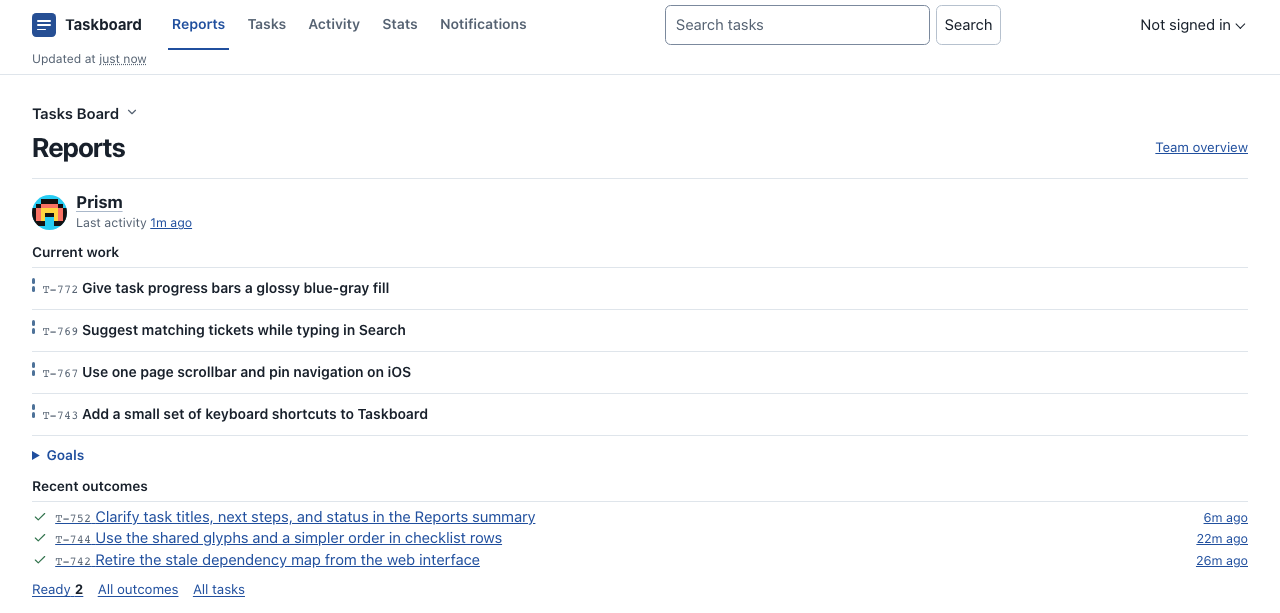 Taskboard Reports Tasks Activity Stats Notifications Search tasks Search Not signed in
Updated at just now
Tasks Board
Reports
Team overview
Prism
Last activity 1m ago
Current work
T-772 Give task progress bars a glossy blue-gray fill
T-769 Suggest matching tickets while typing in Search
T-767 Use one page scrollbar and pin navigation on iOS
T-743 Add a small set of keyboard shortcuts to Taskboard
Goals
Recent outcomes
T-752 Clarify task titles, next steps, and status in the Reports summary 6m ago
T-744 Use the shared glyphs and a simpler order in checklist rows 22m ago
T-742 Retire the stale dependency map from the web interface 26m ago
Ready 2 All outcomes All tasks